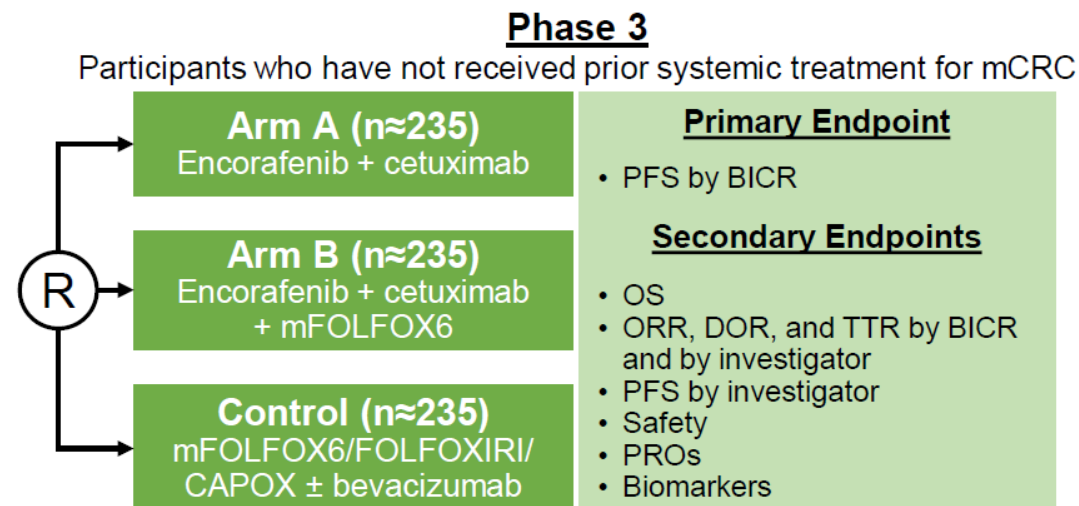 Phase 3
Participants who have not received prior systemic treatment for mCRC
R
Arm A (n≈235)
Encorafenib + cetuximab
Arm B (n≈235)
Encorafenib + cetuximab
+ mFOLFOX6
Control (n≈235)
mFOLFOX6/FOLFOXIRI/
CAPOX ± bevacizumab
Primary Endpoint
• PFS by BICR
Secondary Endpoints
• OS
• ORR, DOR, and TTR by BICR
and by investigator
• PFS by investigator
• Safety
• PROs
• Biomarkers